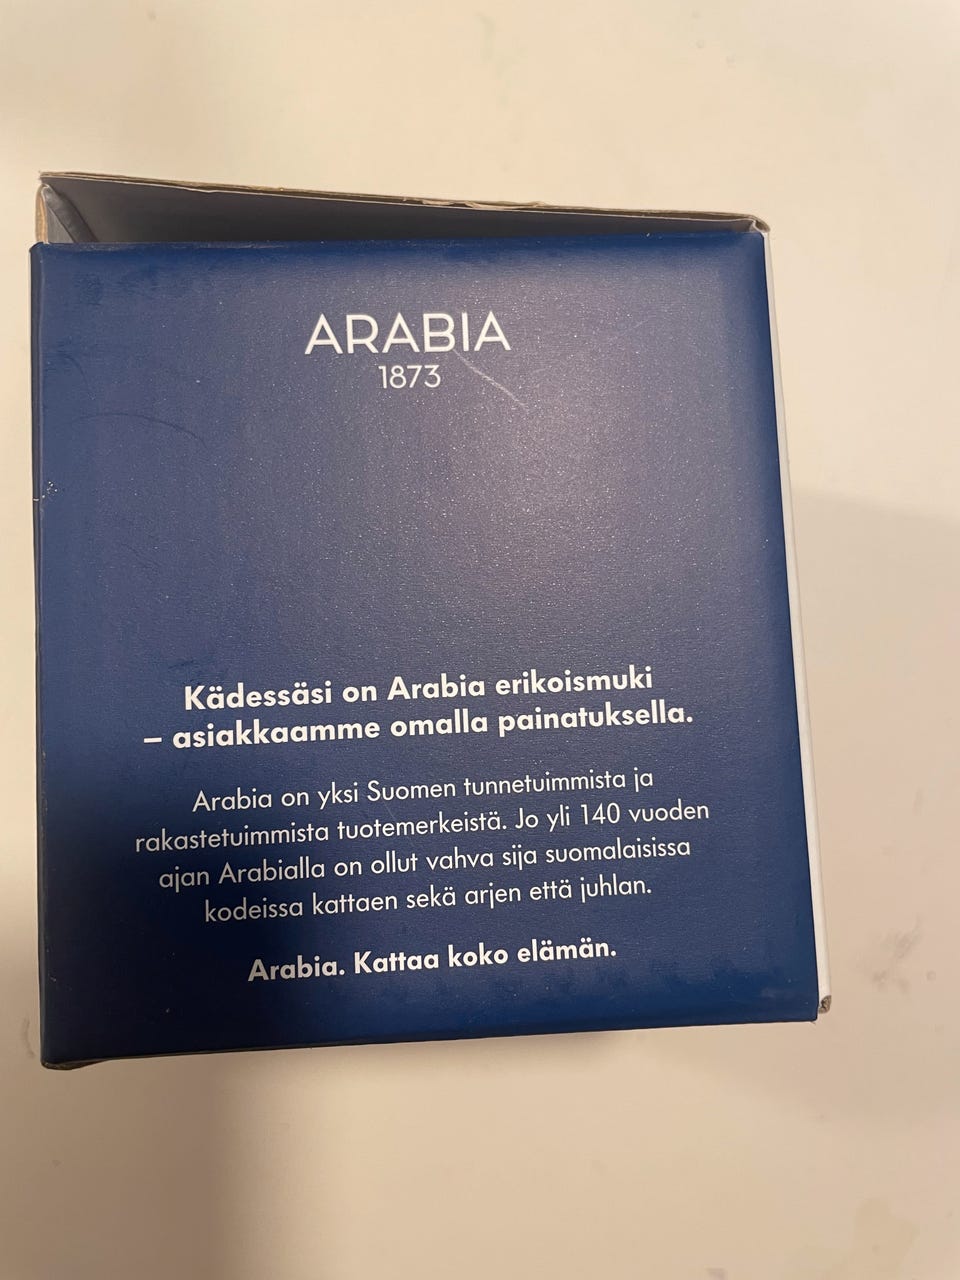 ARABIA
1873
Kädessäsi on Arabia erikoismuki
– asiakkaamme omalla painatuksella.
Arabia on yksi Suomen tunnetuimmista ja
rakastetuimmista tuotemerkeistä. Jo yli 140 vuoden
ajan Arabialla on ollut vahva sija suomalaisissa
kodeissa kattaen sekä arjen että juhlan.
Arabia. Kattaa koko elämän.